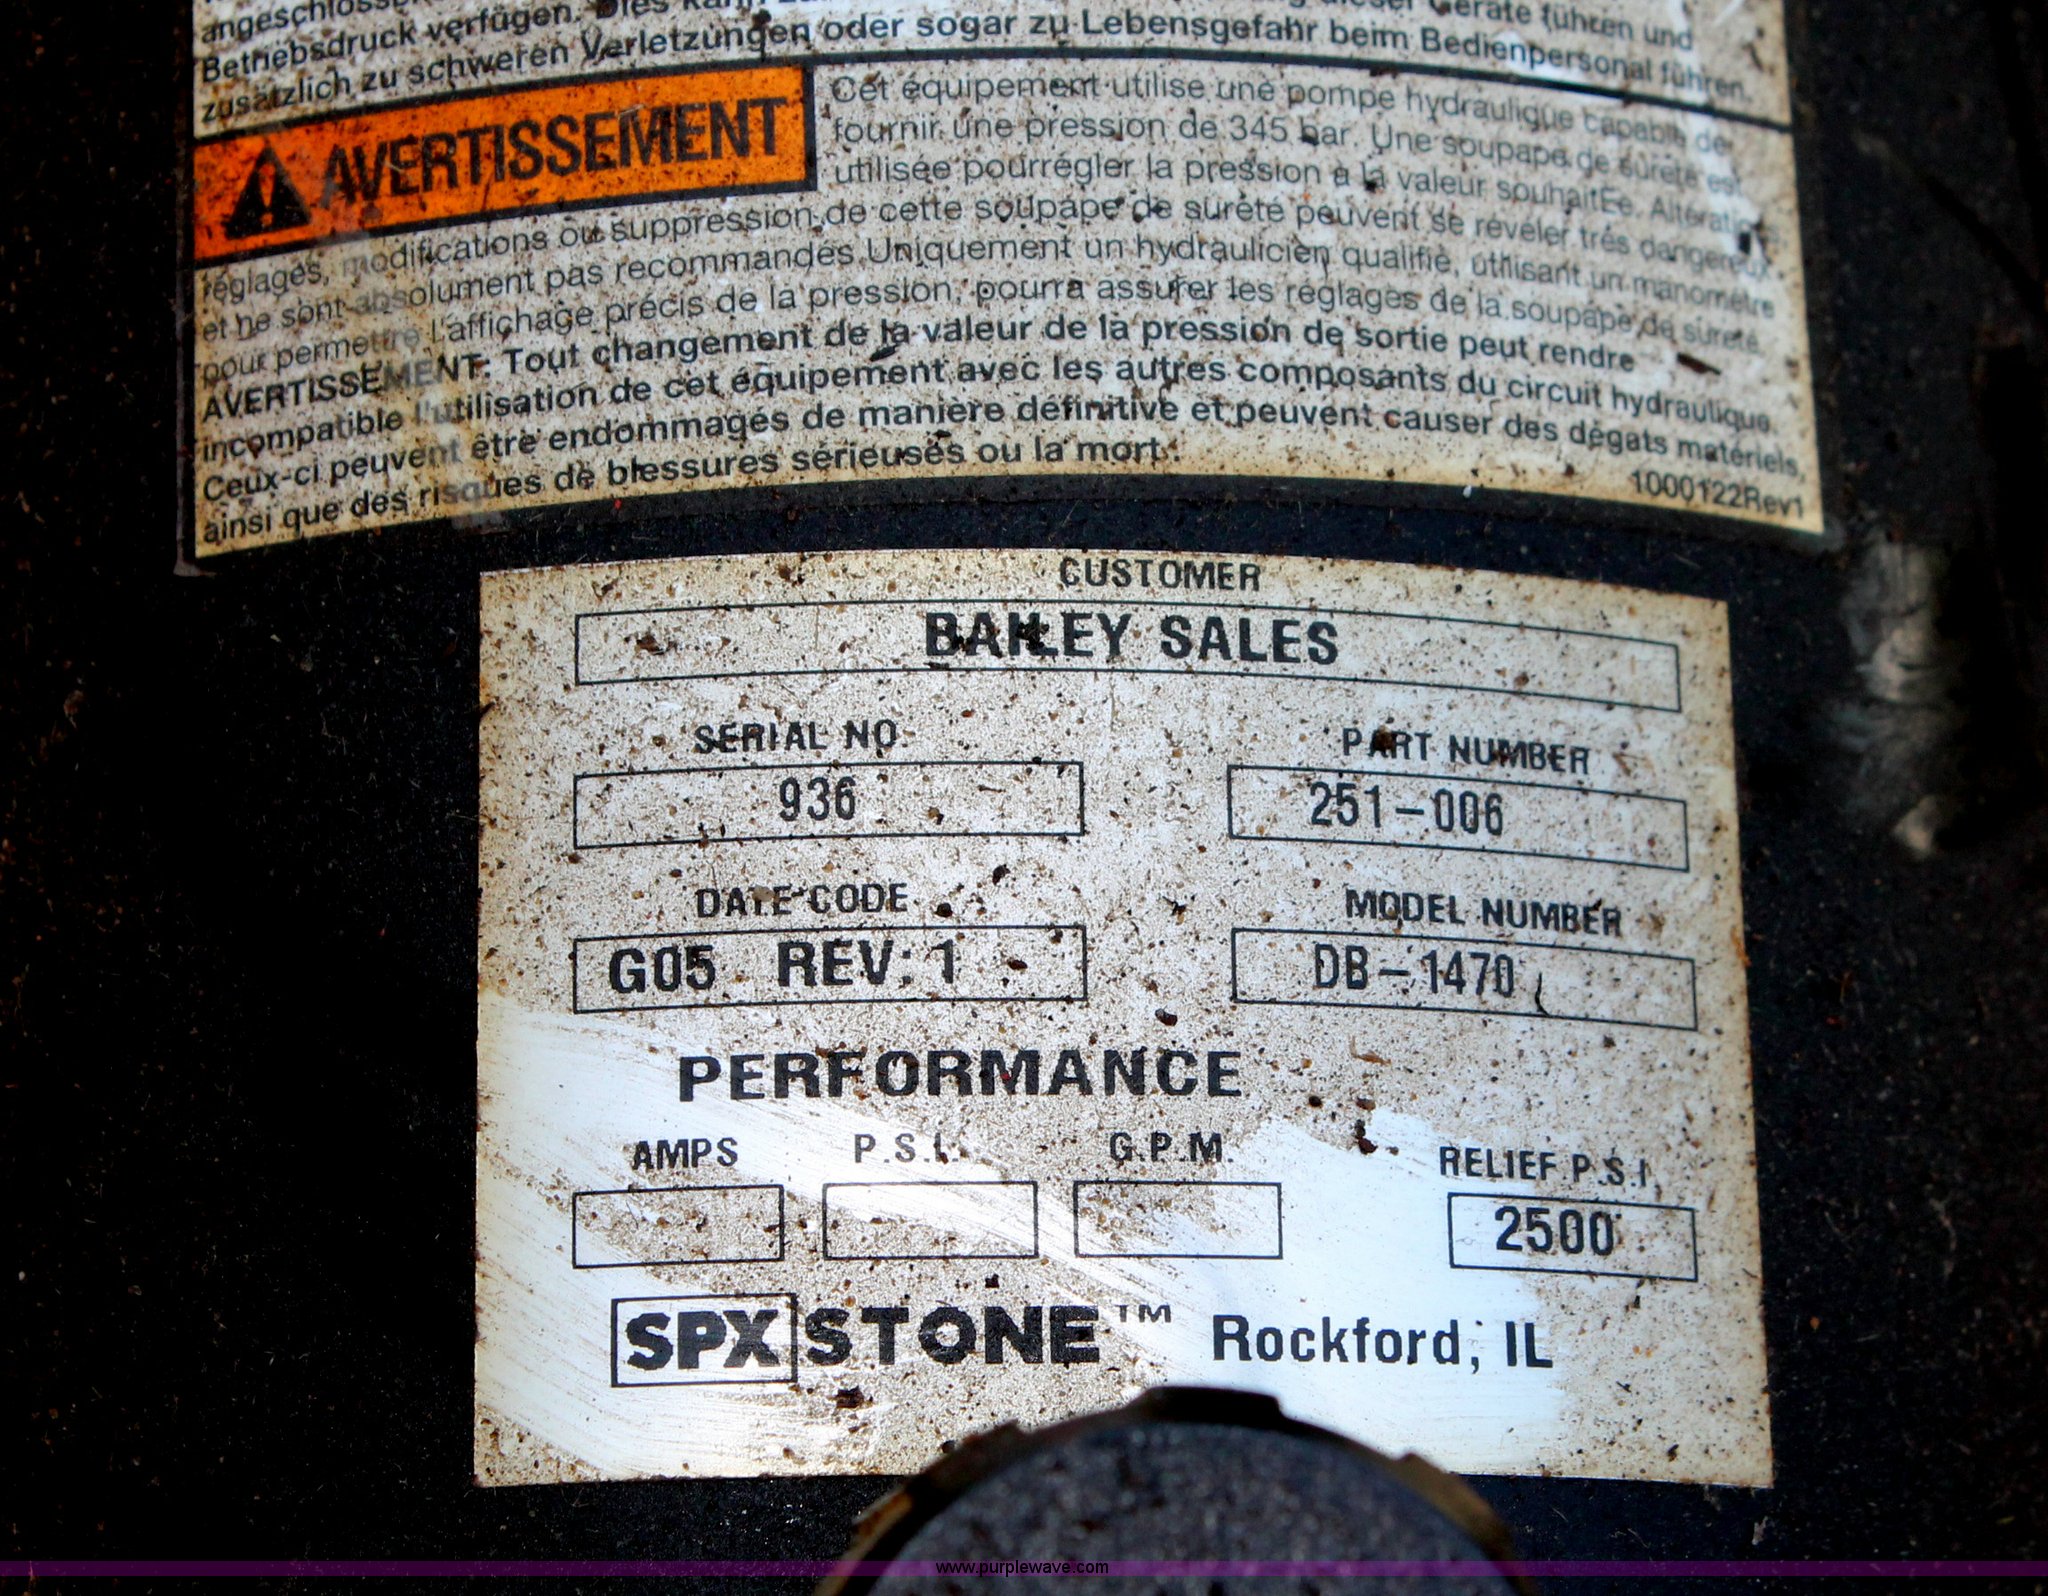 angeschlossene
Geräte führen und
Betriebsdruck verfügen. Dies kann
zusätzlich zu schweren Verletzungen oder sogar zu Lebensgefahr beim Bedienpersonal führen.
AVERTISSEMENT
Cet équipement utilise une pompe hydraulique capable de
fournir une pression de 345 bar. Une soupape de sûreté est
utilisée pourrégler la pression à la valeur souhaitÉe.
réglages, modifications ou suppression de cette soupape de sûreté peuvent se révéler trés dangereux
et ne sont absolument pas recommandés. Uniquement un hydraulicien qualifié, utilisant un manomètre
pour permettre l'affichage précis de la pression, pourra assurer les réglages de la soupape de sureté.
AVERTISSEMENT: Tout changement de la valeur de la pression de sortie peut rendre
incompatible l'utilisation de cet équipement avec les autres composants du circuit hydraulique.
Ceux-ci peuvent être endommagés de manière définitive et peuvent causer des dégats matériels,
ainsi que des risques de blessures sérieuses ou la mort.
1000122Rev1
CUSTOMER
BAILEY SALES
SERIAL NO. PART NUMBER
936 251-006
DATE CODE MODEL NUMBER
G05 REV: 1 DB-1470
PERFORMANCE
AMPS P.S.I. G.P.M. RELIEF P.S.I.
2500
SPX STONE™ Rockford, IL
www.purplewave.com